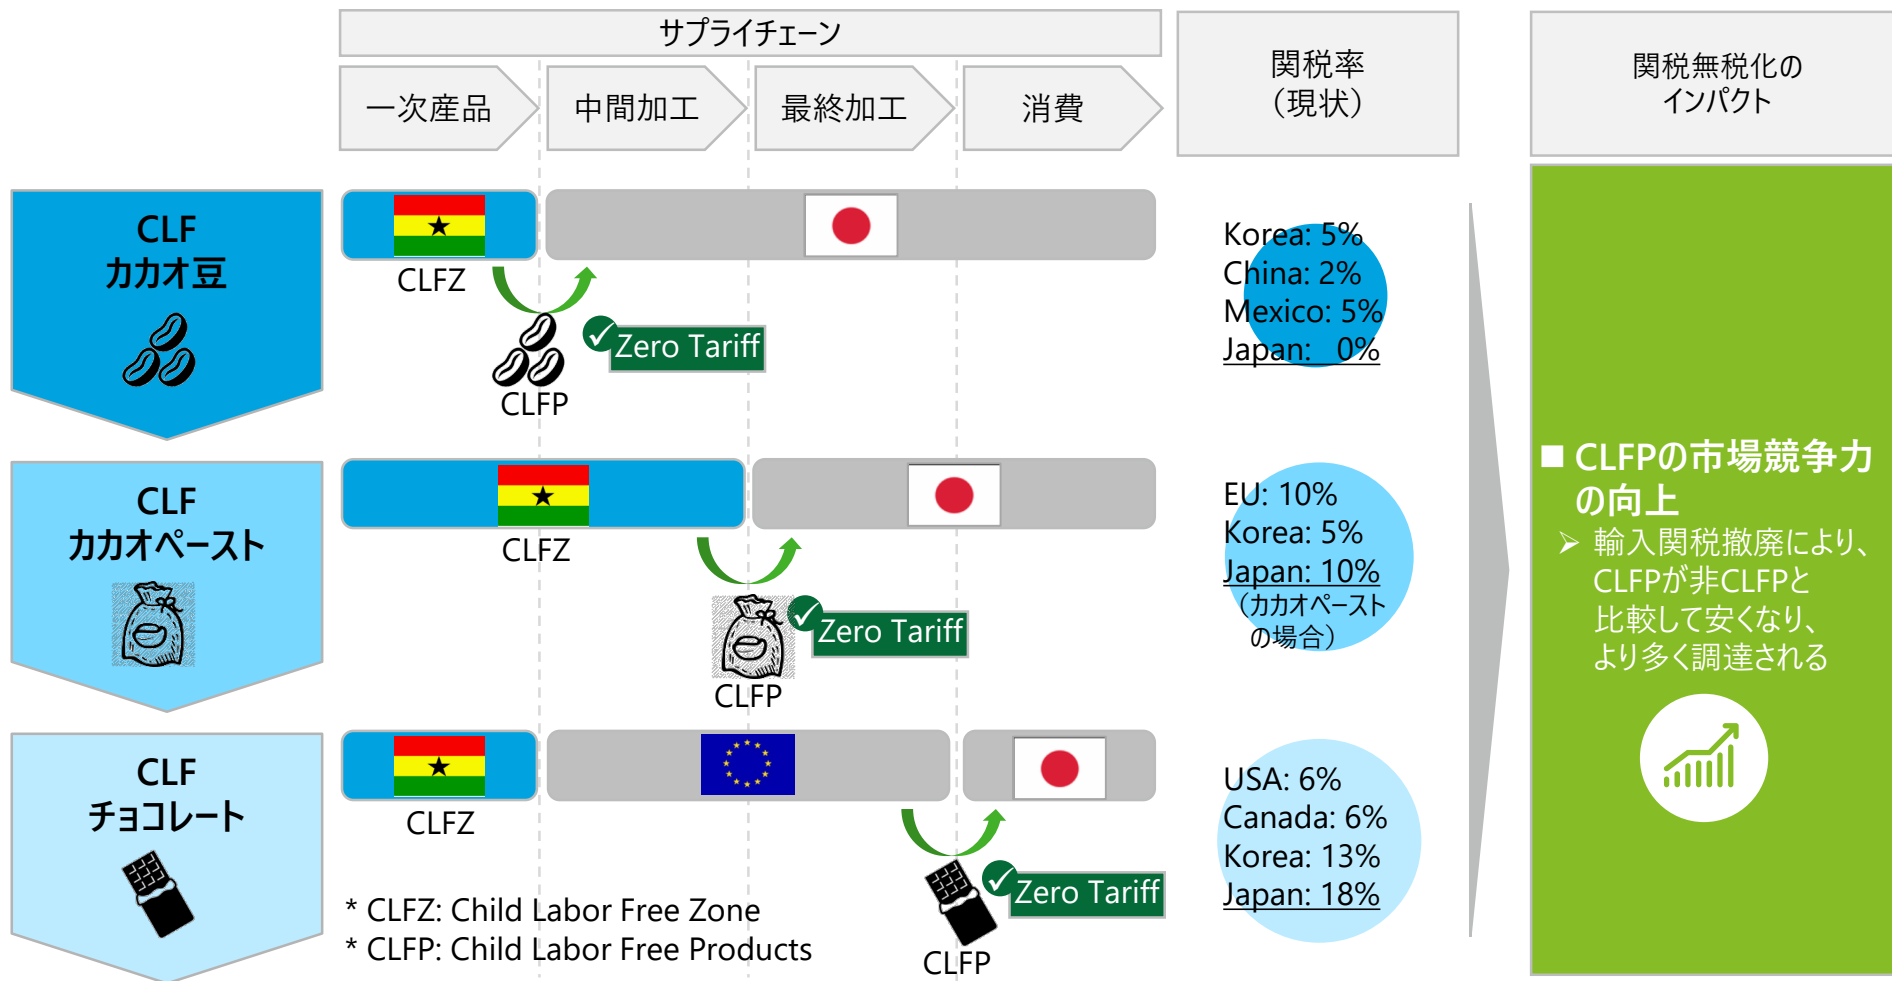 サプライチェーン
一次産品
中間加工
最終加工
消費
関税率
（現状）
関税無税化の
インパクト
CLF
カカオ豆
CLFZ
CLFP
Zero Tariff
Korea: 5%
China: 2%
Mexico: 5%
Japan: 0%
CLF
カカオペースト
CLFZ
CLFP
Zero Tariff
EU: 10%
Korea: 5%
Japan: 10%
（カカオペースト
の場合）
CLF
チョコレート
CLFZ
CLFP
Zero Tariff
USA: 6%
Canada: 6%
Korea: 13%
Japan: 18%
* CLFZ: Child Labor Free Zone
* CLFP: Child Labor Free Products
■ CLFPの市場競争力
の向上
➢ 輸入関税撤廃により、
CLFPが非CLFPと
比較して安くなり、
より多く調達される